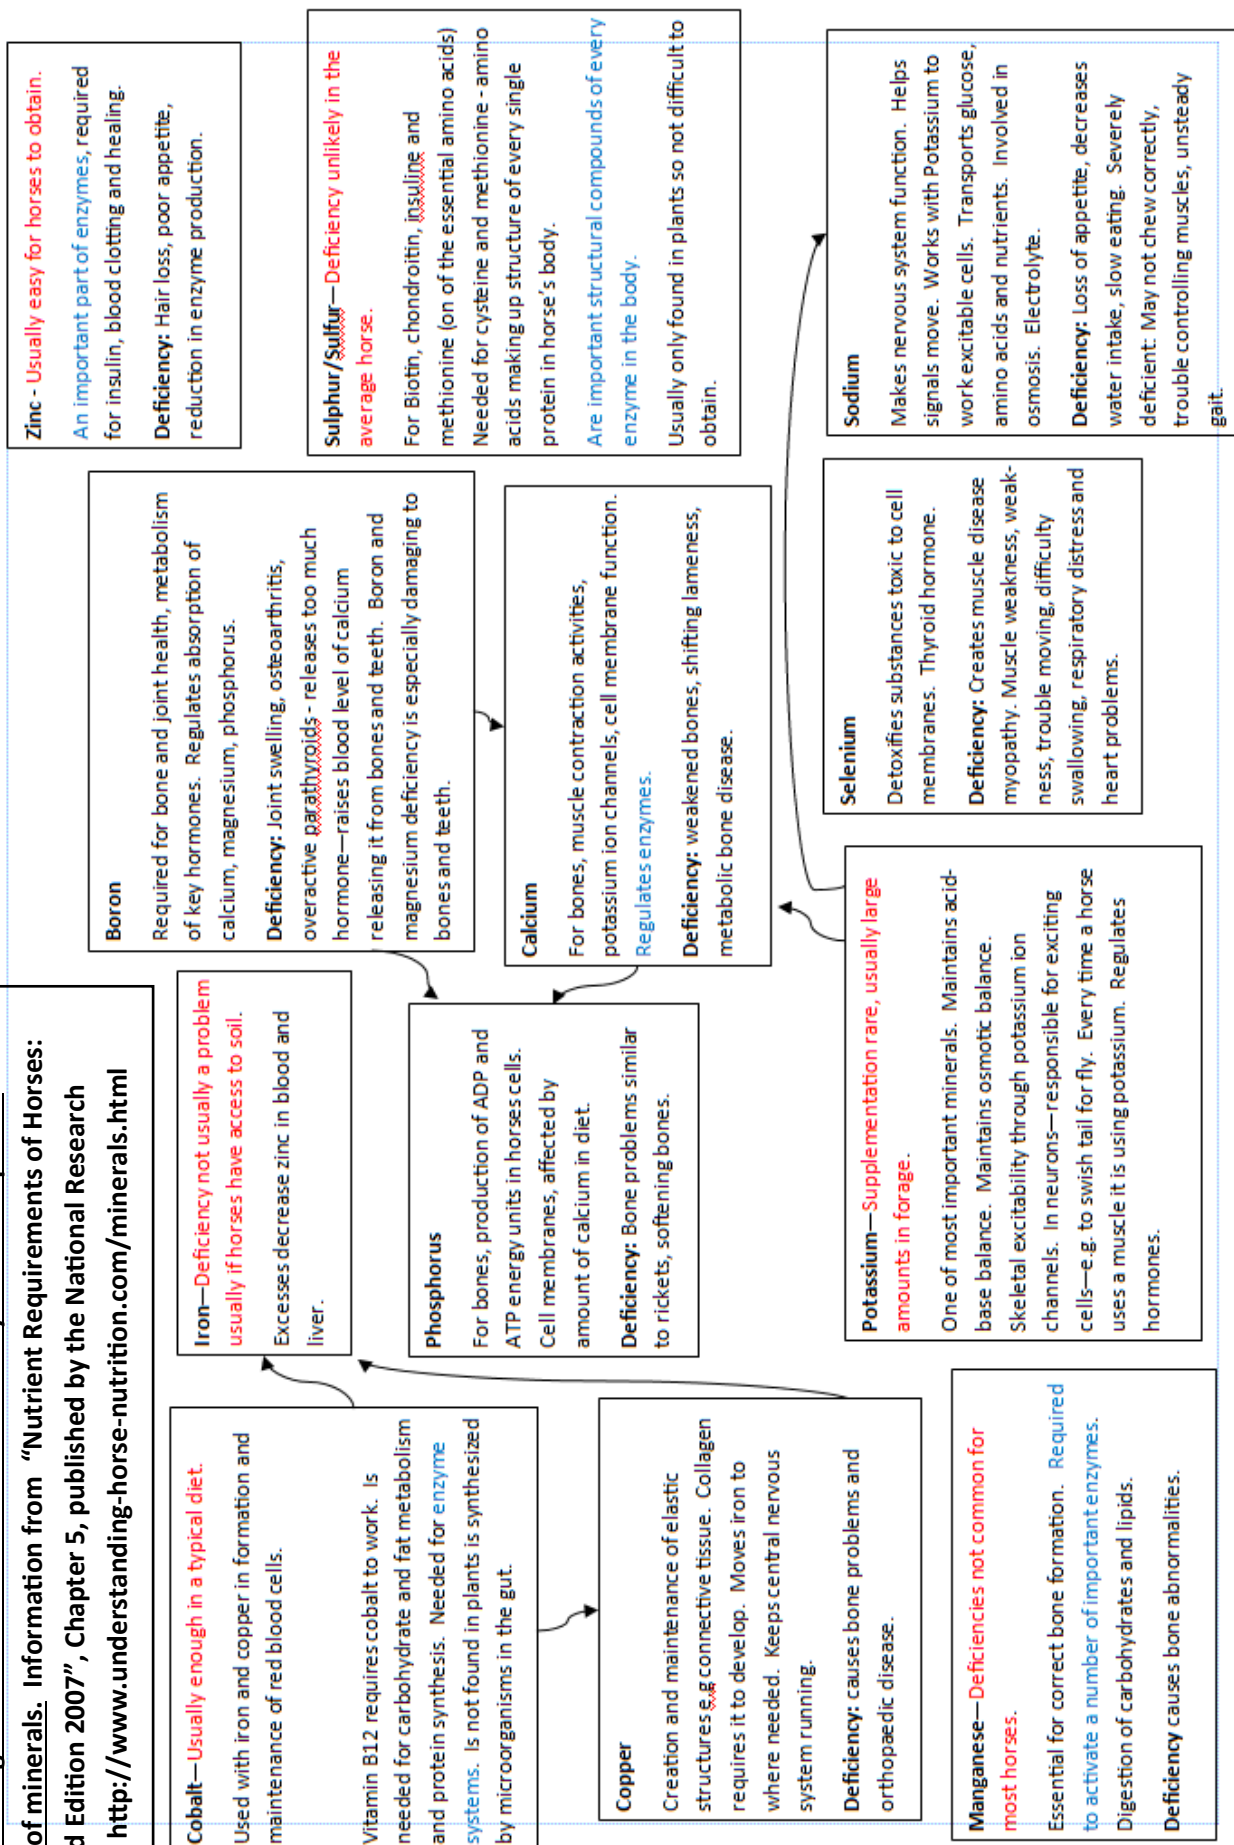 of minerals. Information from “Nutrient Requirements of Horses:
d Edition 2007”, Chapter 5, published by the National Research
http://www.understanding-horse-nutrition.com/minerals.html
Cobalt—Usually enough in a typical diet.
Used with iron and copper in formation and
maintenance of red blood cells.
Vitamin B12 requires cobalt to work. Is
needed for carbohydrate and fat metabolism
and protein synthesis. Needed for enzyme
systems. Is not found in plants is synthesized
by microorganisms in the gut.
Iron—Deficiency not usually a problem
usually if horses have access to soil.
Excesses decrease zinc in blood and
liver.
Boron
Required for bone and joint health, metabolism
of key hormones. Regulates absorption of
calcium, magnesium, phosphorus.
Deficiency: Joint swelling, osteoarthritis,
overactive parathyroids - releases too much
hormone—raises blood level of calcium
releasing it from bones and teeth. Boron and
magnesium deficiency is especially damaging to
bones and teeth.
Zinc - Usually easy for horses to obtain.
An important part of enzymes, required
for insulin, blood clotting and healing.
Deficiency: Hair loss, poor appetite,
reduction in enzyme production.
Sulphur/Sulfur—Deficiency unlikely in the
average horse.
For Biotin, chondroitin, insuline and
methionine (on of the essential amino acids)
Needed for cysteine and methionine - amino
acids making up structure of every single
protein in horse’s body.
Are important structural compounds of every
enzyme in the body.
Usually only found in plants so not difficult to
obtain.
Phosphorus
For bones, production of ADP and
ATP energy units in horses cells.
Cell membranes, affected by
amount of calcium in diet.
Deficiency: Bone problems similar
to rickets, softening bones.
Calcium
For bones, muscle contraction activities,
potassium ion channels, cell membrane function.
Regulates enzymes.
Deficiency: weakened bones, shifting lameness,
metabolic bone disease.
Copper
Creation and maintenance of elastic
structures e.g connective tissue. Collagen
requires it to develop. Moves iron to
where needed. Keeps central nervous
system running.
Deficiency: causes bone problems and
orthopaedic disease.
Manganese—Deficiencies not common for
most horses.
Essential for correct bone formation. Required
to activate a number of important enzymes.
Digestion of carbohydrates and lipids.
Deficiency causes bone abnormalities.
Potassium—Supplementation rare, usually large
amounts in forage.
One of most important minerals. Maintains acid-
base balance. Maintains osmotic balance.
Skeletal excitability through potassium ion
channels. In neurons—responsible for exciting
cells—e.g. to swish tail for fly. Every time a horse
uses a muscle it is using potassium. Regulates
hormones.
Selenium
Detoxifies substances toxic to cell
membranes. Thyroid hormone.
Deficiency: Creates muscle disease
myopathy. Muscle weakness, weak-
ness, trouble moving, difficulty
swallowing, respiratory distress and
heart problems.
Sodium
Makes nervous system function. Helps
signals move. Works with Potassium to
work excitable cells. Transports glucose,
amino acids and nutrients. Involved in
osmosis. Electrolyte.
Deficiency: Loss of appetite, decreases
water intake, slow eating. Severely
deficient: May not chew correctly,
trouble controlling muscles, unsteady
gait.